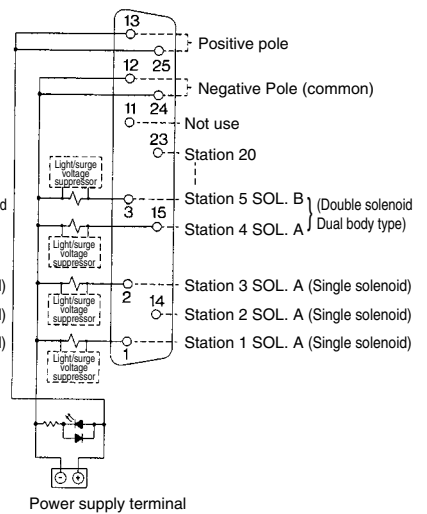 13
Positive pole
12 25
Negative Pole (common)
24
11
Not use
23
Station 20
Light/surge
voltage
suppressor
Station 5 SOL. B
(Double solenoid
Dual body type)
3 15
Station 4 SOL. A
Light/surge
voltage
suppressor
Station 3 SOL. A (Single solenoid)
2
14
Light/surge
voltage
suppressor
Station 2 SOL. A (Single solenoid)
Station 1 SOL. A (Single solenoid)
1
Light/surge
voltage
suppressor
d
d)
d)
d)
⊖ ⊕
Power supply terminal